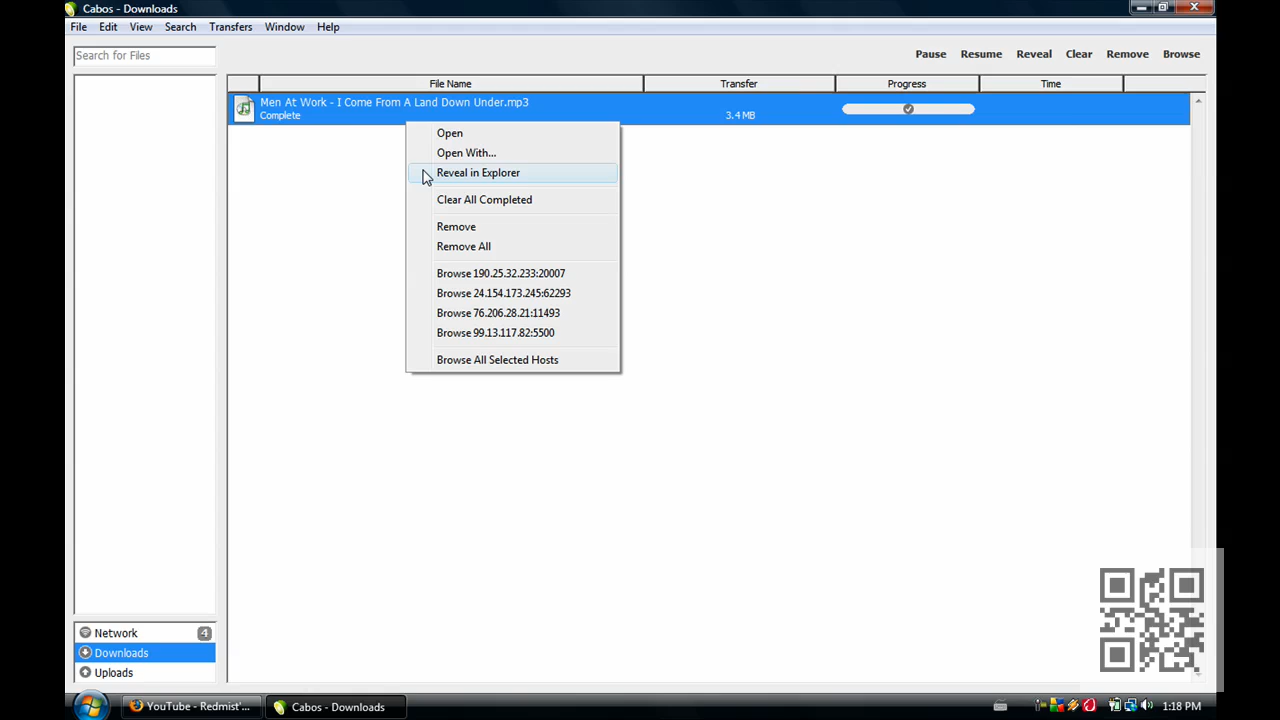 Cabos - Downloads
File Edit View Search Transfers Window Help
Search for Files
Pause Resume Reveal Clear Remove Browse
File Name Transfer Progress Time
Men At Work - I Come From A Land Down Under.mp3
Complete 3.4 MB
Open
Open With...
Reveal in Explorer
Clear All Completed
Remove
Remove All
Browse 190.25.32.233:20007
Browse 24.154.173.245:62293
Browse 76.206.28.21:11493
Browse 99.13.117.82:5500
Browse All Selected Hosts
Network 4
Downloads
Uploads
YouTube - Redmist'... Cabos - Downloads 1:18 PM